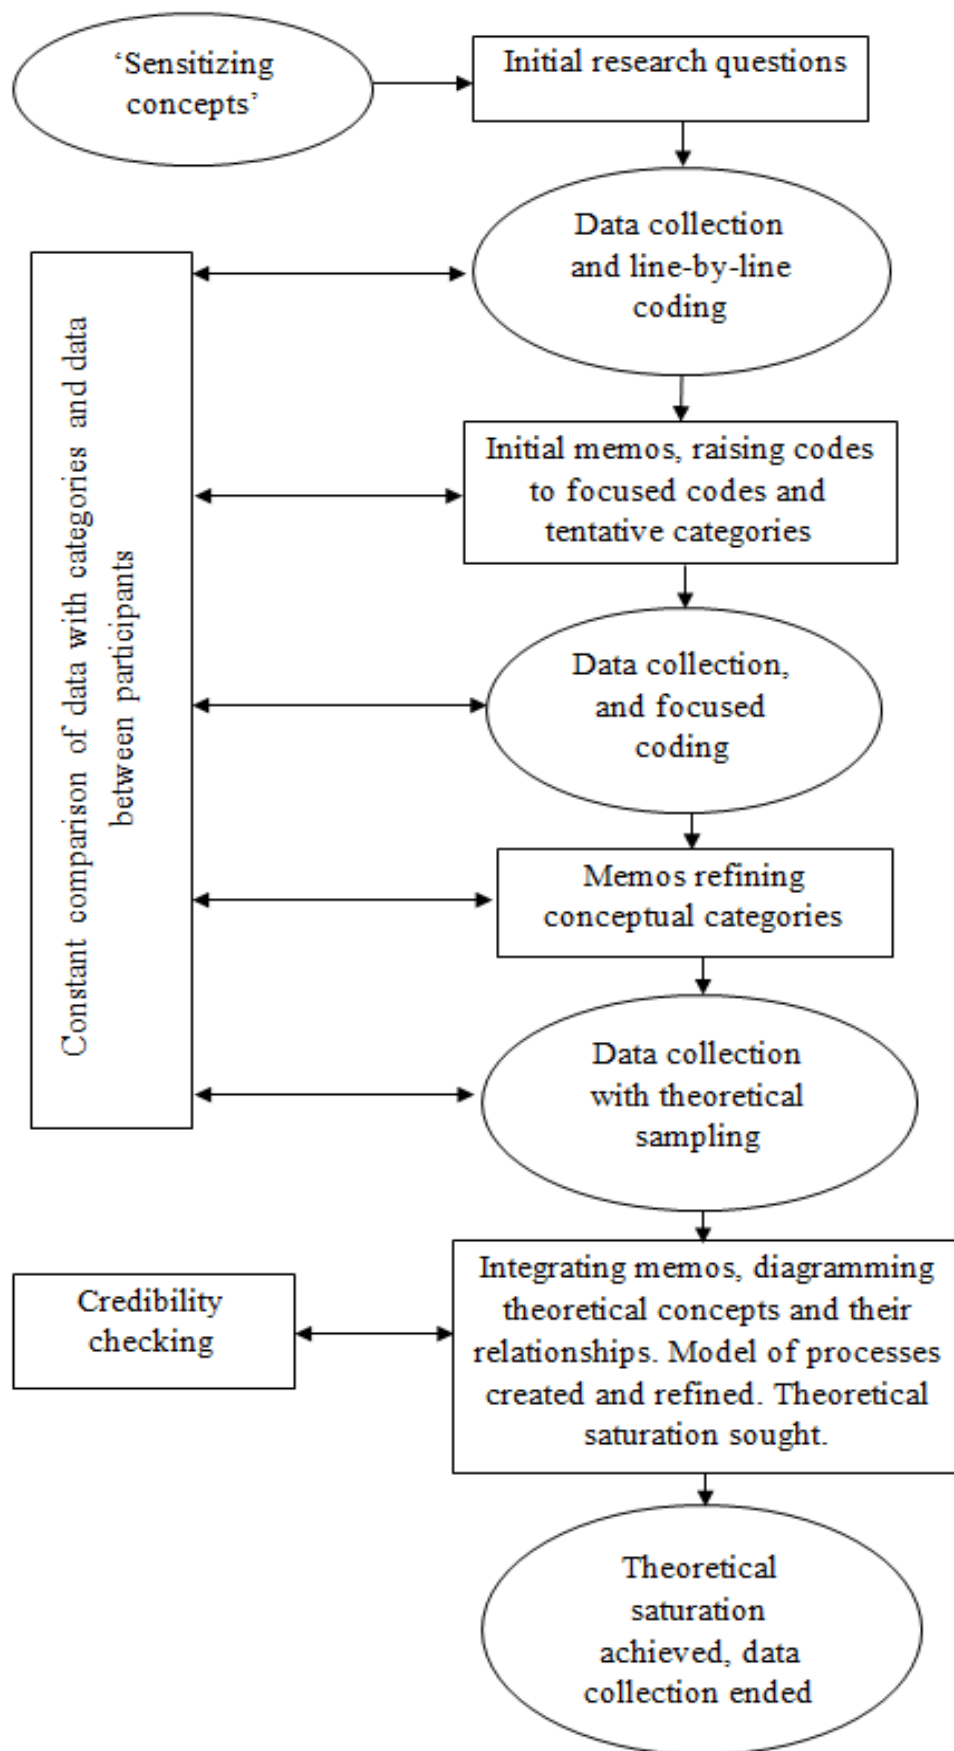 ‘Sensitizing
concepts’
Initial research questions
Data collection
and line-by-line
coding
Constant comparison of data with categories and data
between participants
Initial memos, raising codes
to focused codes and
tentative categories
Data collection,
and focused
coding
Memos refining
conceptual categories
Data collection
with theoretical
sampling
Credibility
checking
Integrating memos, diagramming
theoretical concepts and their
relationships. Model of processes
created and refined. Theoretical
saturation sought.
Theoretical
saturation
achieved, data
collection ended